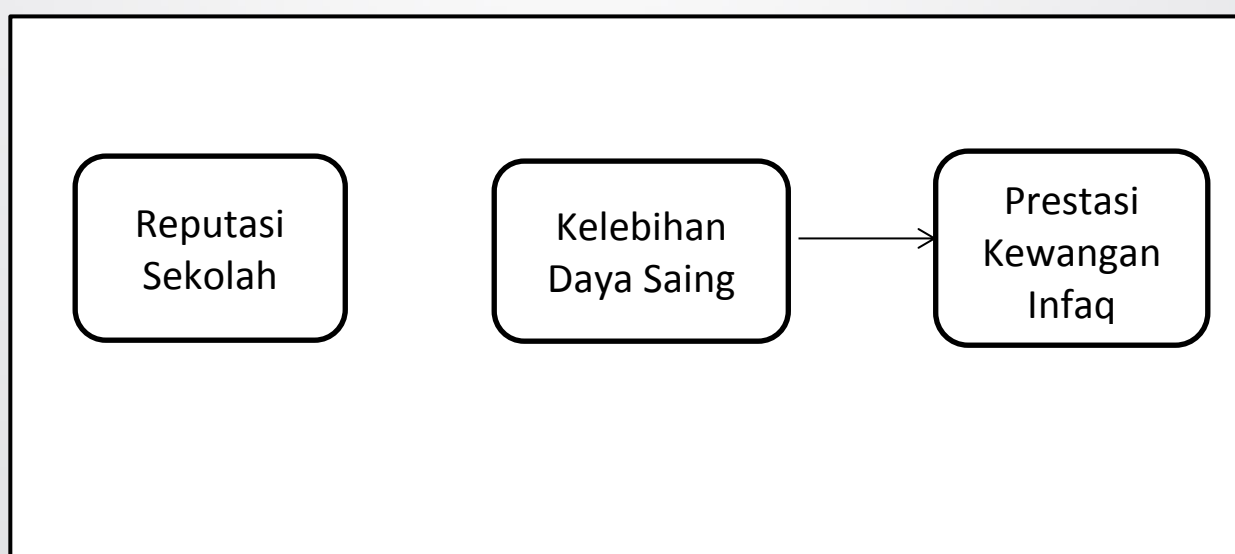 Reputasi
Sekolah
Kelebihan
Daya Saing
Prestasi
Kewangan
Infaq